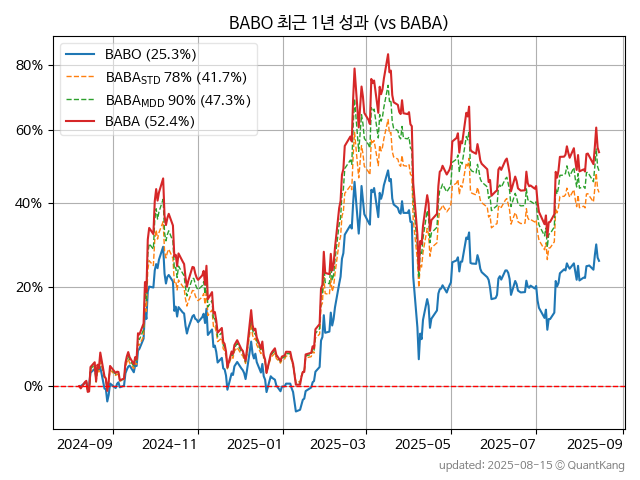 BABO 최근 1년 성과 (vs BABA)
BABO (25.3%)
BABA_STD 78% (41.7%)
BABA_MDD 90% (47.3%)
BABA (52.4%)
80%
60%
40%
20%
0%
2024-09
2024-11
2025-01
2025-03
2025-05
2025-07
2025-09
updated: 2025-08-15 © QuantKang